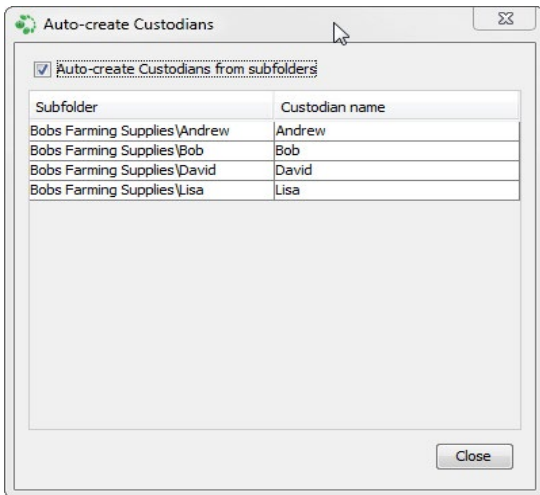 Auto-create Custodians
Auto-create Custodians from subfolders
Subfolder Custodian name
Bobs Farming Supplies\Andrew Andrew
Bobs Farming Supplies\Bob Bob
Bobs Farming Supplies\David David
Bobs Farming Supplies\Lisa Lisa
Close